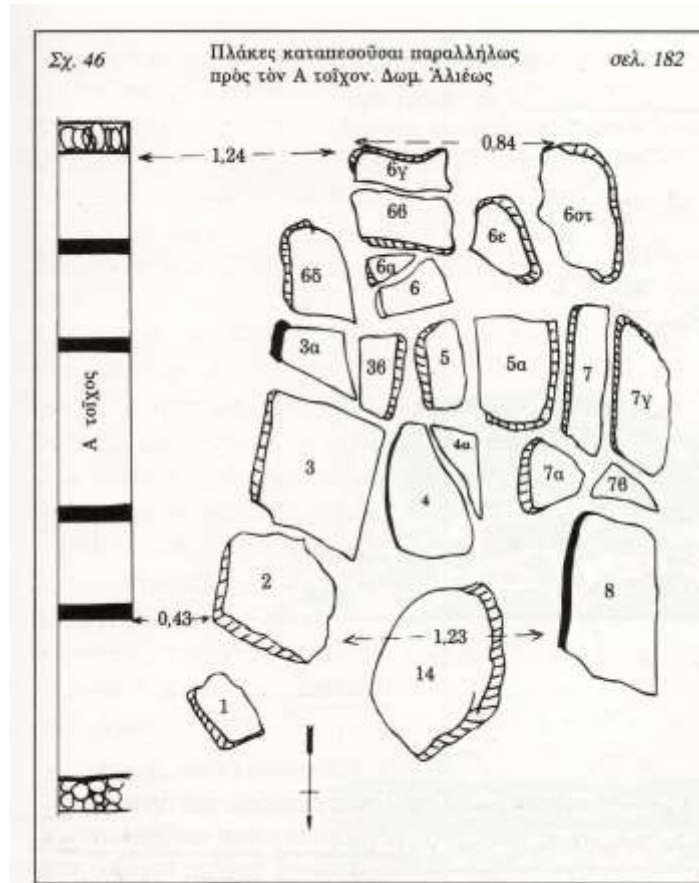 Σχ. 46
Πλάκες καταπεσοῦσαι παραλλήλως
πρὸς τὸν Α τοῖχον. Δωμ. Ἁλιέως
σελ. 182
1,24
0,84
6γ
6β
6ε
6στ
6δ
6α
6
3α
3β
5
5α
7
7γ
Α τοῖχος
3
4α
4
7α
7β
2
8
0,43
1,23
14
1